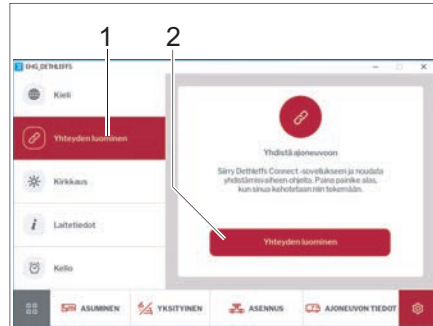 1 2
EHG_DETHLEFFS
Kieli
Yhteyden luominen
Kirkkaus
Laitetiedot
Kello
Yhdistä ajoneuvoon
Siirry Dethleffs Connect -sovellukseen ja noudata
yhdistämisvaiheen ohjeita. Paina painike alas,
kun sinua kehotetaan niin tekemään.
Yhteyden luominen
ASUMINEN YKSITYINEN ASENNUS AJONEUVON TIEDOT